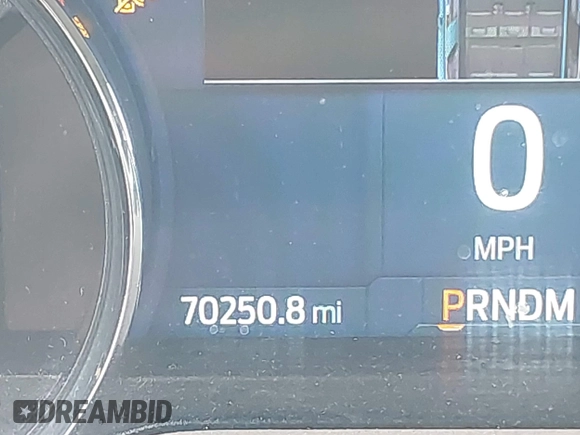 0
MPH
70250.8 mi
PRNDM
DREAMBID